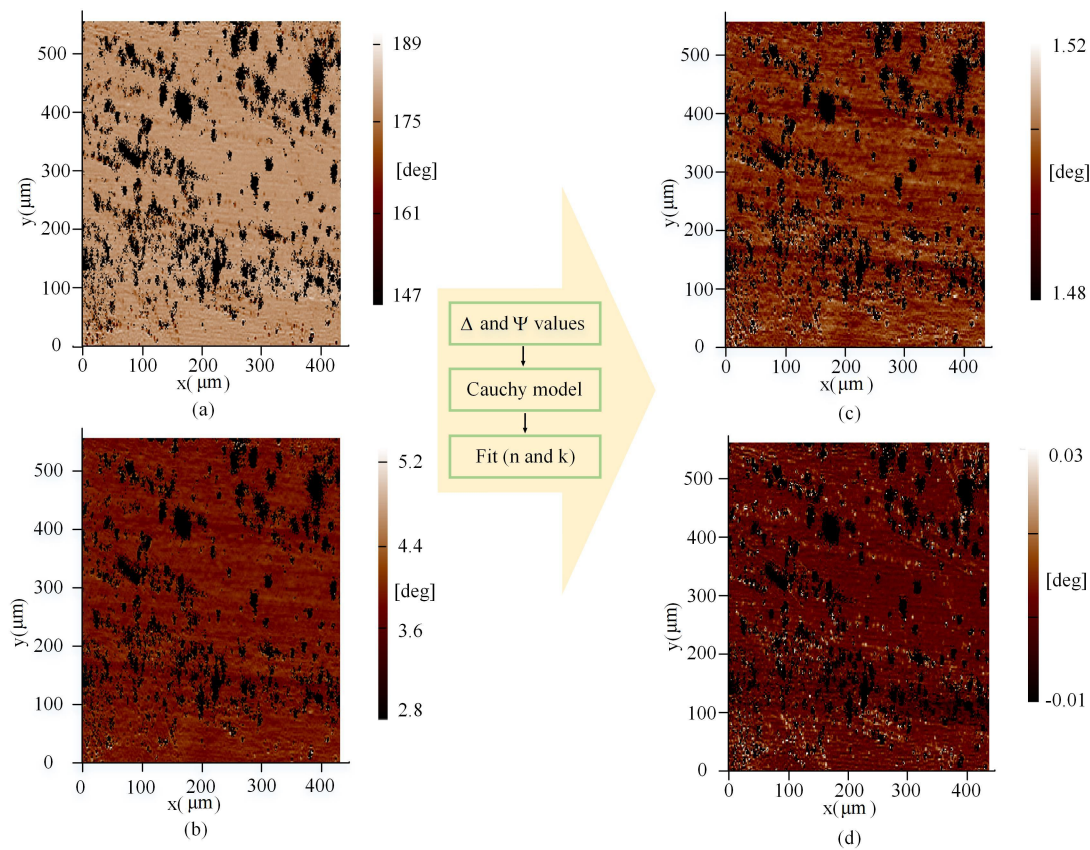 500
400
300
200
100
0
y(μm)
0 100 200 300 400
x( μm)
(a)
189
175
[deg]
161
147
500
400
300
200
100
0
y(μm)
0 100 200 300 400
x( μm)
(b)
5.2
4.4
[deg]
3.6
2.8
Δ and Ψ values
Cauchy model
Fit (n and k)
500
400
300
200
100
0
y(μm)
0 100 200 300 400
x( μm)
(c)
1.52
[deg]
1.48
500
400
300
200
100
0
y(μm)
0 100 200 300 400
x( μm)
(d)
0.03
[deg]
-0.01